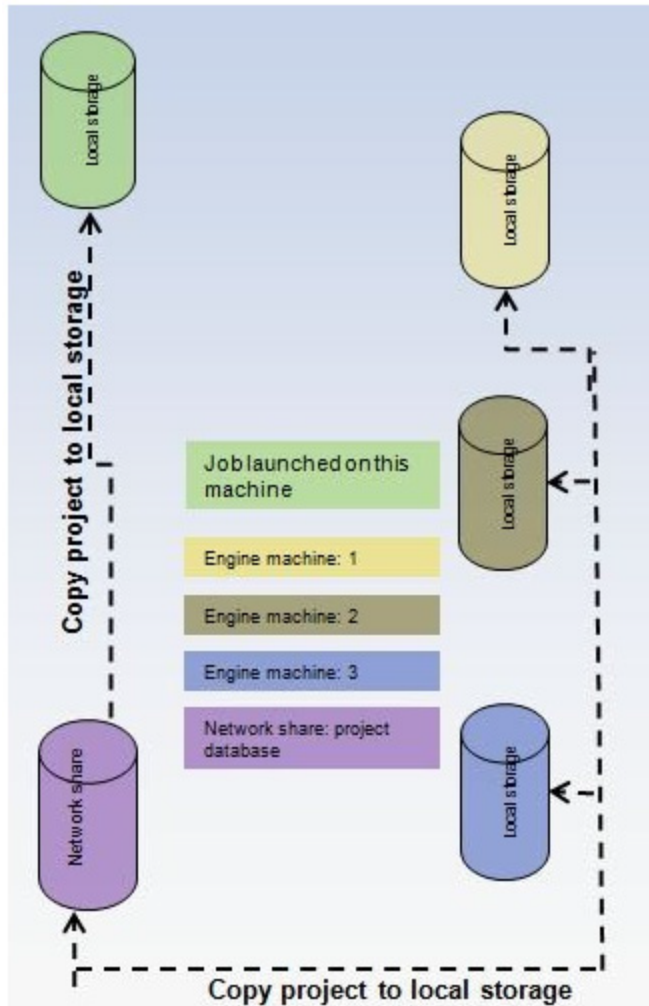 Local storage
Local storage
Copy project to local storage
Local storage
Job launched on this
machine
Engine machine: 1
Engine machine: 2
Engine machine: 3
Network share: project
database
Local storage
Network share
Copy project to local storage